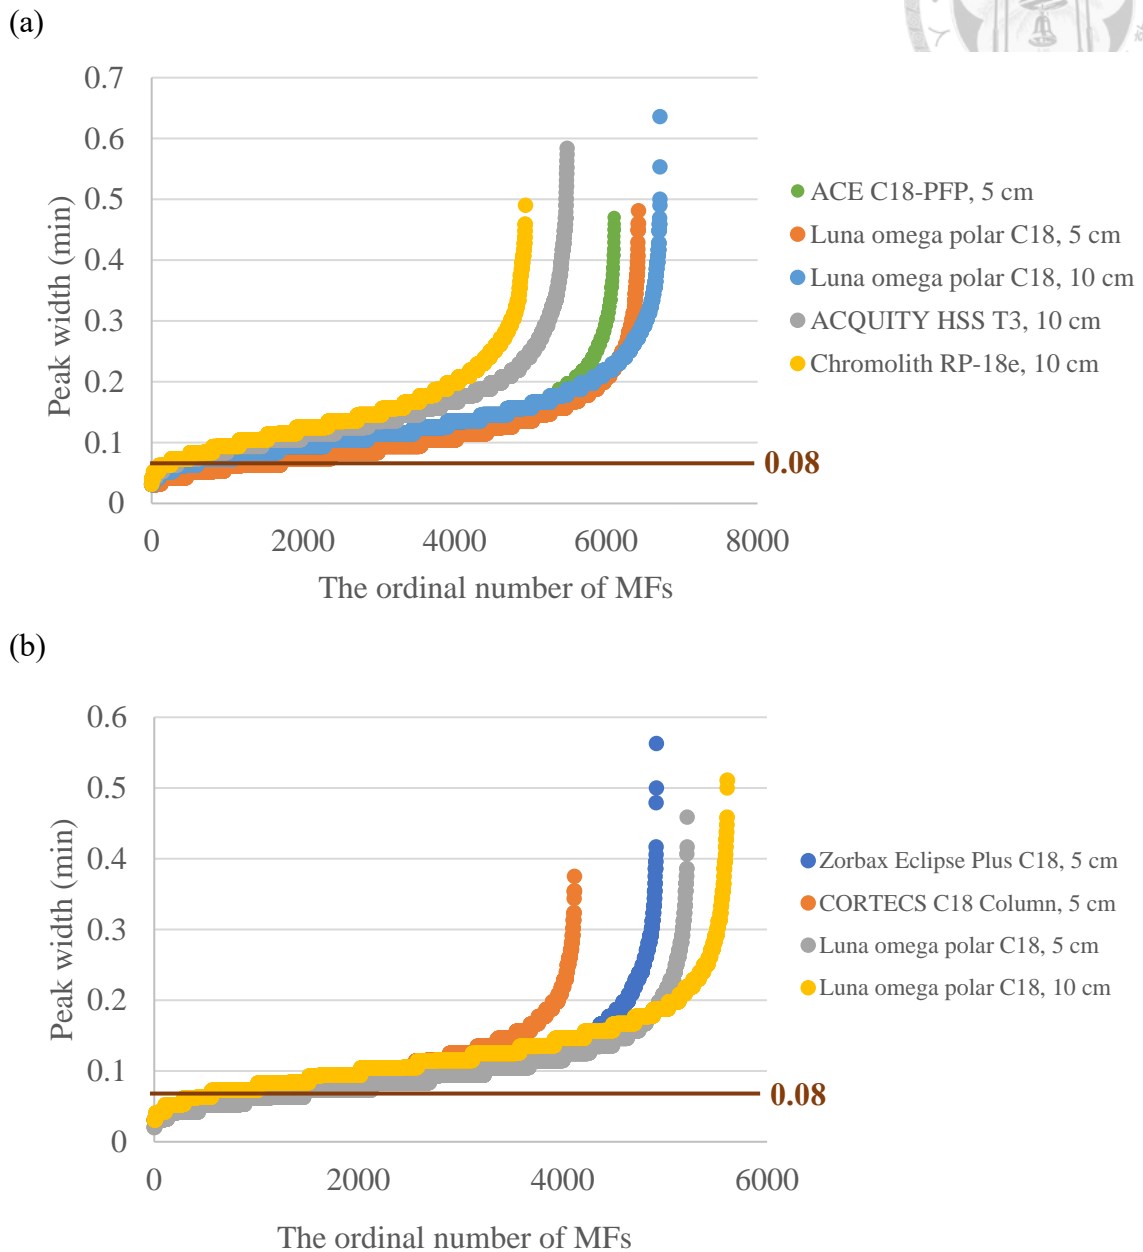 (a)
0.7
0.6
0.5
0.4
0.3
0.2
0.1
0
Peak width (min)
0 2000 4000 6000 8000
The ordinal number of MFs
0.08
ACE C18-PFP, 5 cm
Luna omega polar C18, 5 cm
Luna omega polar C18, 10 cm
ACQUITY HSS T3, 10 cm
Chromolith RP-18e, 10 cm
(b)
0.6
0.5
0.4
0.3
0.2
0.1
0
Peak width (min)
0 2000 4000 6000
The ordinal number of MFs
0.08
Zorbax Eclipse Plus C18, 5 cm
CORTECS C18 Column, 5 cm
Luna omega polar C18, 5 cm
Luna omega polar C18, 10 cm